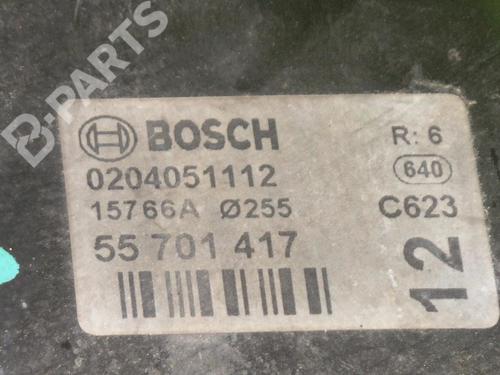 B-PARTS
BOSCH
R: 6
0204051112
640
15766A Ø255
C623
55 701 417
12